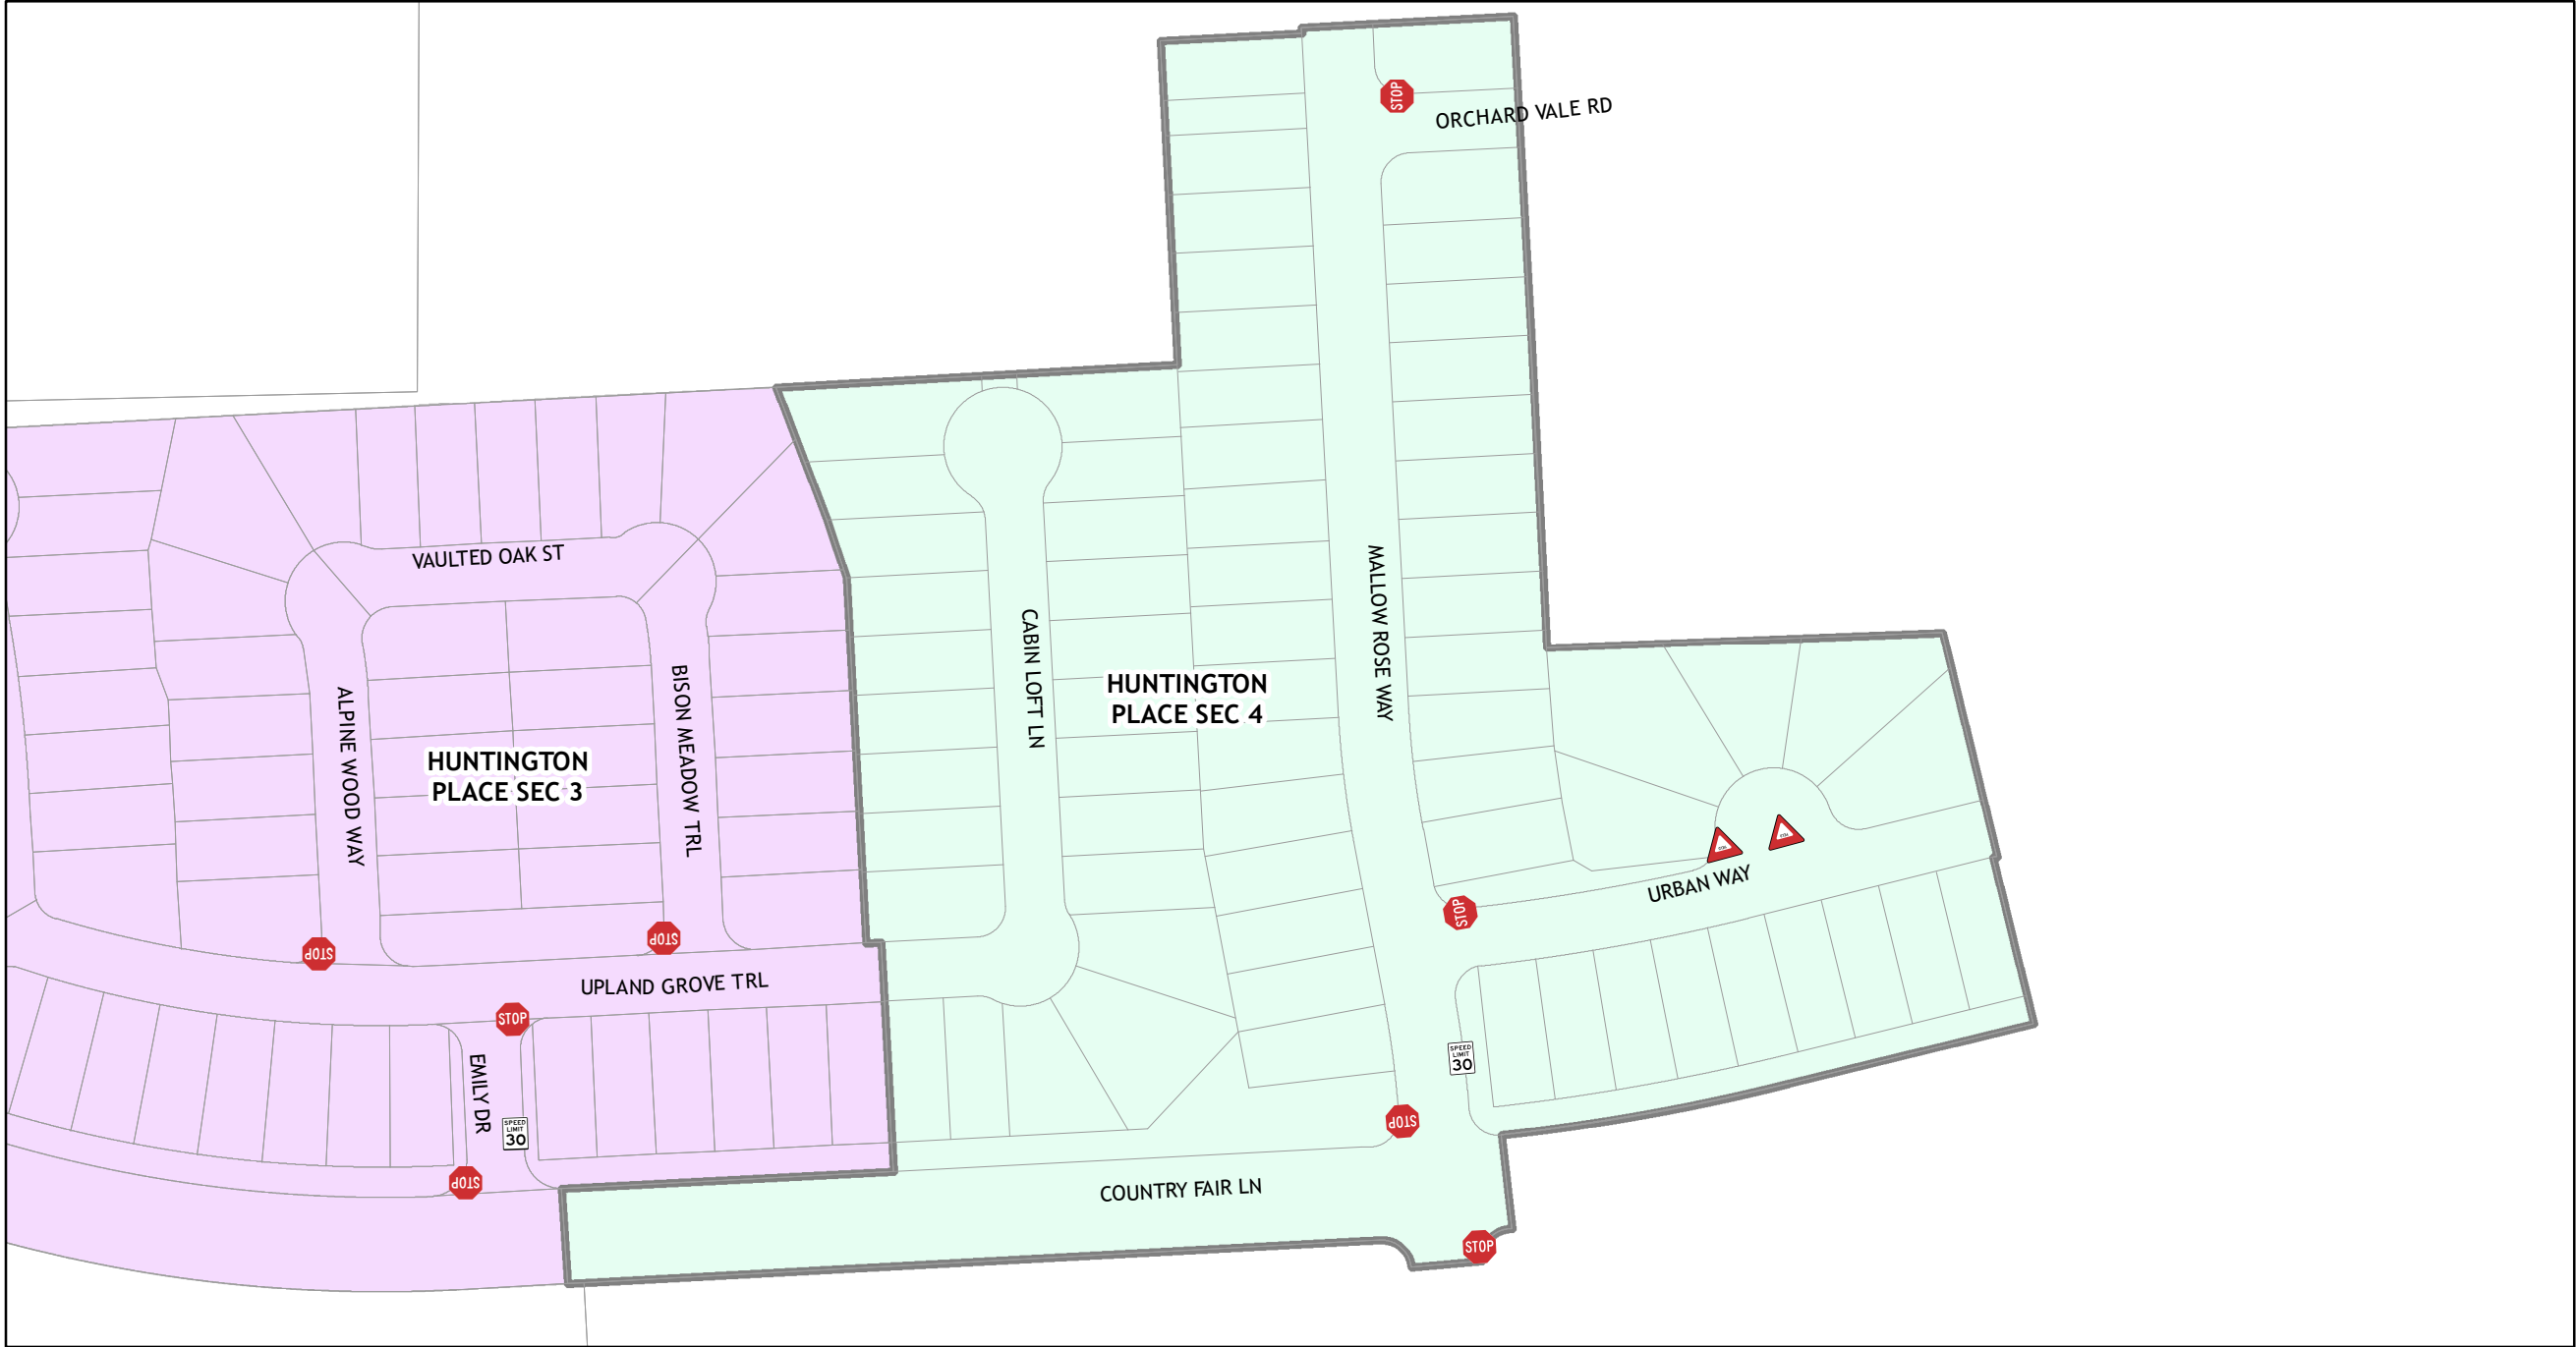 STOP
ORCHARD VALE RD
VAULTED OAK ST
MALLOW ROSE WAY
CABIN LOFT LN
BISON MEADOW TRL
ALPINE WOOD WAY
HUNTINGTON
PLACE SEC 4
HUNTINGTON
PLACE SEC 3
URBAN WAY
STOP
STOP
STOP
UPLAND GROVE TRL
STOP
EMILY DR
SPEED
LIMIT
30
SPEED
LIMIT
30
STOP
STOP
COUNTRY FAIR LN
STOP